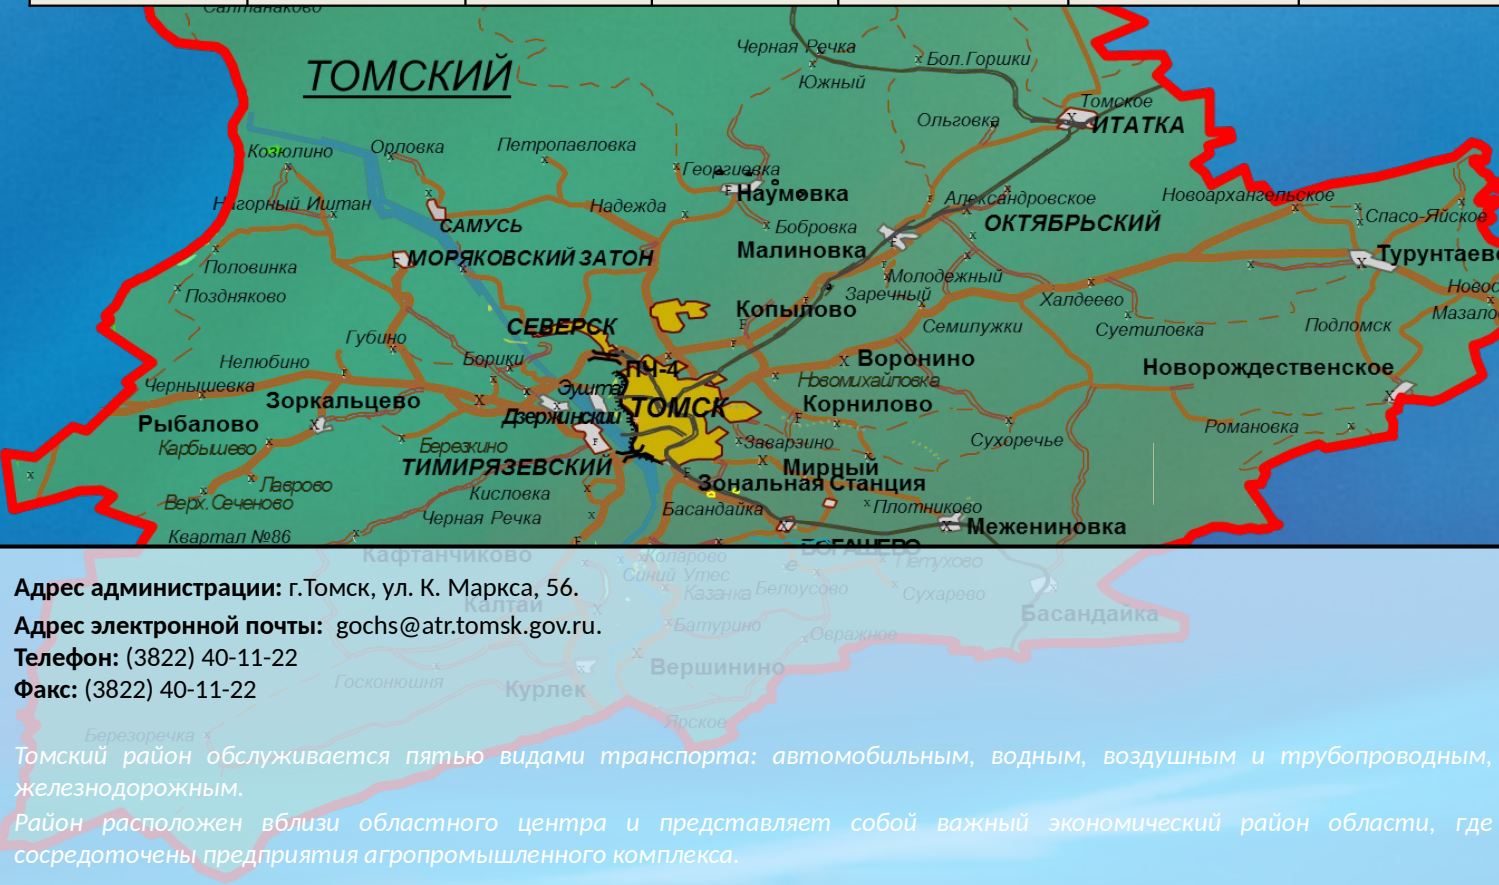 Салтанаково
ТОМСКИЙ
Черная Речка
Бол.Горшки
Южный
Томское
Ольговка
ИТАТКА
Козюлино
Орловка
Петропавловка
Георгиевка
Наумовка
Нагорный Иштан
Надежда
Александровское
Новоархангельское
Спасо-Яйское
САМУСЬ
Бобровка
ОКТЯБРЬСКИЙ
Малиновка
МОРЯКОВСКИЙ ЗАТОН
Турунтаево
Половинка
Молодежный
Поздняково
Заречный
Халдеево
Новос
Копылово
Мазало
СЕВЕРСК
Семилужки
Суетиловка
Подломск
Губино
Нелюбино
Борики
ПЧ-4
Воронино
Новорождественское
Чернышевка
Эушта
Новомихайловка
Зоркальцево
ТОМСК
Корнилово
Дзержинский
Рыбалово
Романовка
Карбышево
Березкино
Заварзино
Сухоречье
ТИМИРЯЗЕВСКИЙ
Мирный
Лаврово
Зональная Станция
Верх. Сеченово
Кисловка
Басандайка
Плотниково
Черная Речка
Межениновка
Квартал №86
БОГАШЕВО
Кафтанчиково
Коларово
Петухово
Синий Утес
Адрес администрации: г.Томск, ул. К. Маркса, 56.
Казанка
Белоусово
Сухарево
Калтай
Басандайка
Адрес электронной почты: gochs@atr.tomsk.gov.ru.
Батурино
Овражное
Телефон: (3822) 40-11-22
Вершинино
Госконюшня
Факс: (3822) 40-11-22
Курлек
Ярское
Березоречка
Томский район обслуживается пятью видами транспорта: автомобильным, водным, воздушным и трубопроводным,
железнодорожным.
Район расположен вблизи областного центра и представляет собой важный экономический район области, где
сосредоточены предприятия агропромышленного комплекса.